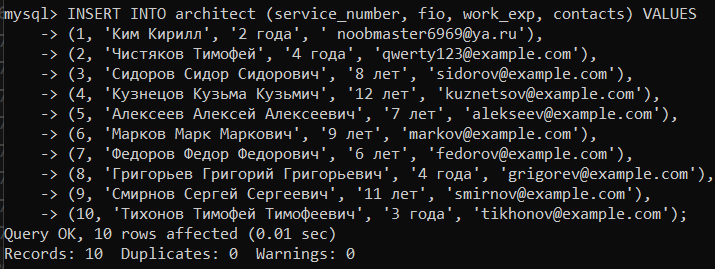 mysql> INSERT INTO architect (service_number, fio, work_exp, contacts) VALUES
-> (1, 'Ким Кирилл', '2 года', ' noobmaster6969@ya.ru'),
-> (2, 'Чистяков Тимофей', '4 года', 'qwerty123@example.com'),
-> (3, 'Сидоров Сидор Сидорович', '8 лет', 'sidorov@example.com'),
-> (4, 'Кузнецов Кузьма Кузьмич', '12 лет', 'kuznetsov@example.com'),
-> (5, 'Алексеев Алексей Алексеевич', '7 лет', 'alekseev@example.com'),
-> (6, 'Марков Марк Маркович', '9 лет', 'markov@example.com'),
-> (7, 'Федоров Федор Федорович', '6 лет', 'fedorov@example.com'),
-> (8, 'Григорьев Григорий Григорьевич', '4 года', 'grigorev@example.com'),
-> (9, 'Смирнов Сергей Сергеевич', '11 лет', 'smirnov@example.com'),
-> (10, 'Тихонов Тимофей Тимофеевич', '3 года', 'tikhonov@example.com');
Query OK, 10 rows affected (0.01 sec)
Records: 10  Duplicates: 0  Warnings: 0